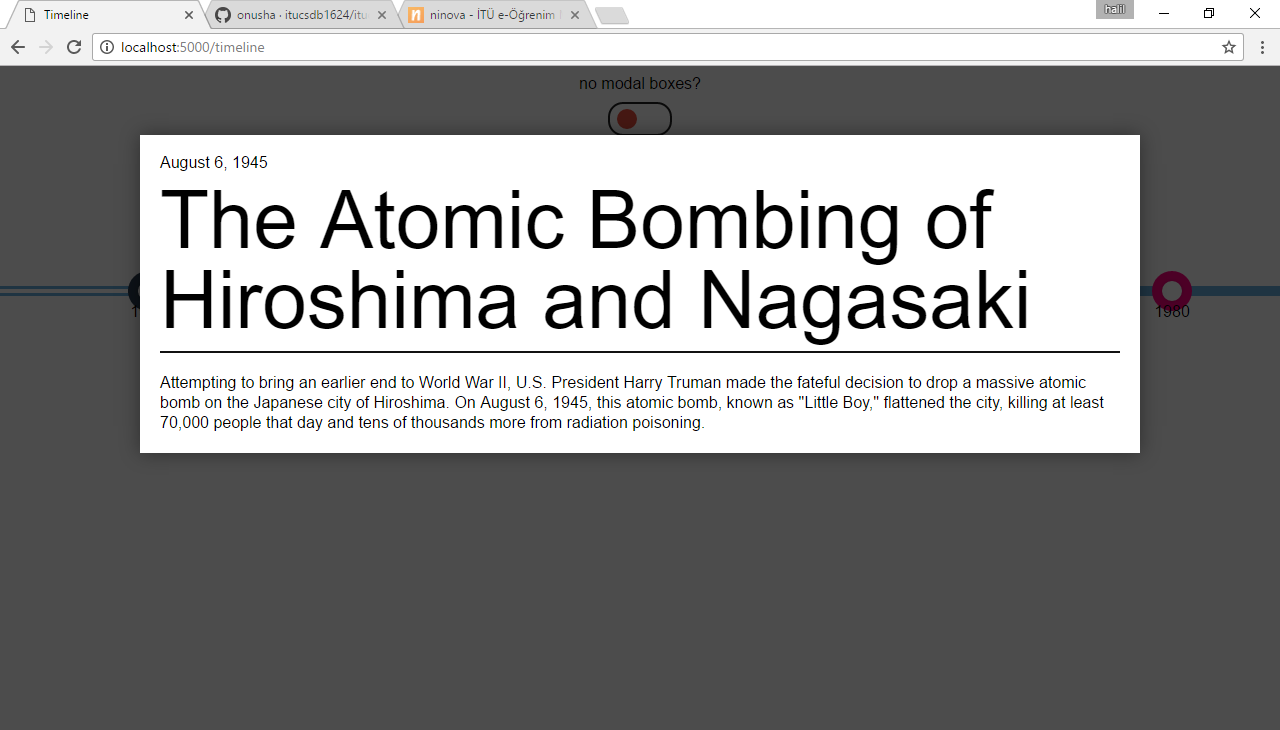 Timeline
onusha · itucsdb1624/itu
ninova - İTÜ e-Öğrenim
halil
localhost:5000/timeline
no modal boxes?
August 6, 1945
The Atomic Bombing of
Hiroshima and Nagasaki
1980
Attempting to bring an earlier end to World War II, U.S. President Harry Truman made the fateful decision to drop a massive atomic
bomb on the Japanese city of Hiroshima. On August 6, 1945, this atomic bomb, known as "Little Boy," flattened the city, killing at least
70,000 people that day and tens of thousands more from radiation poisoning.